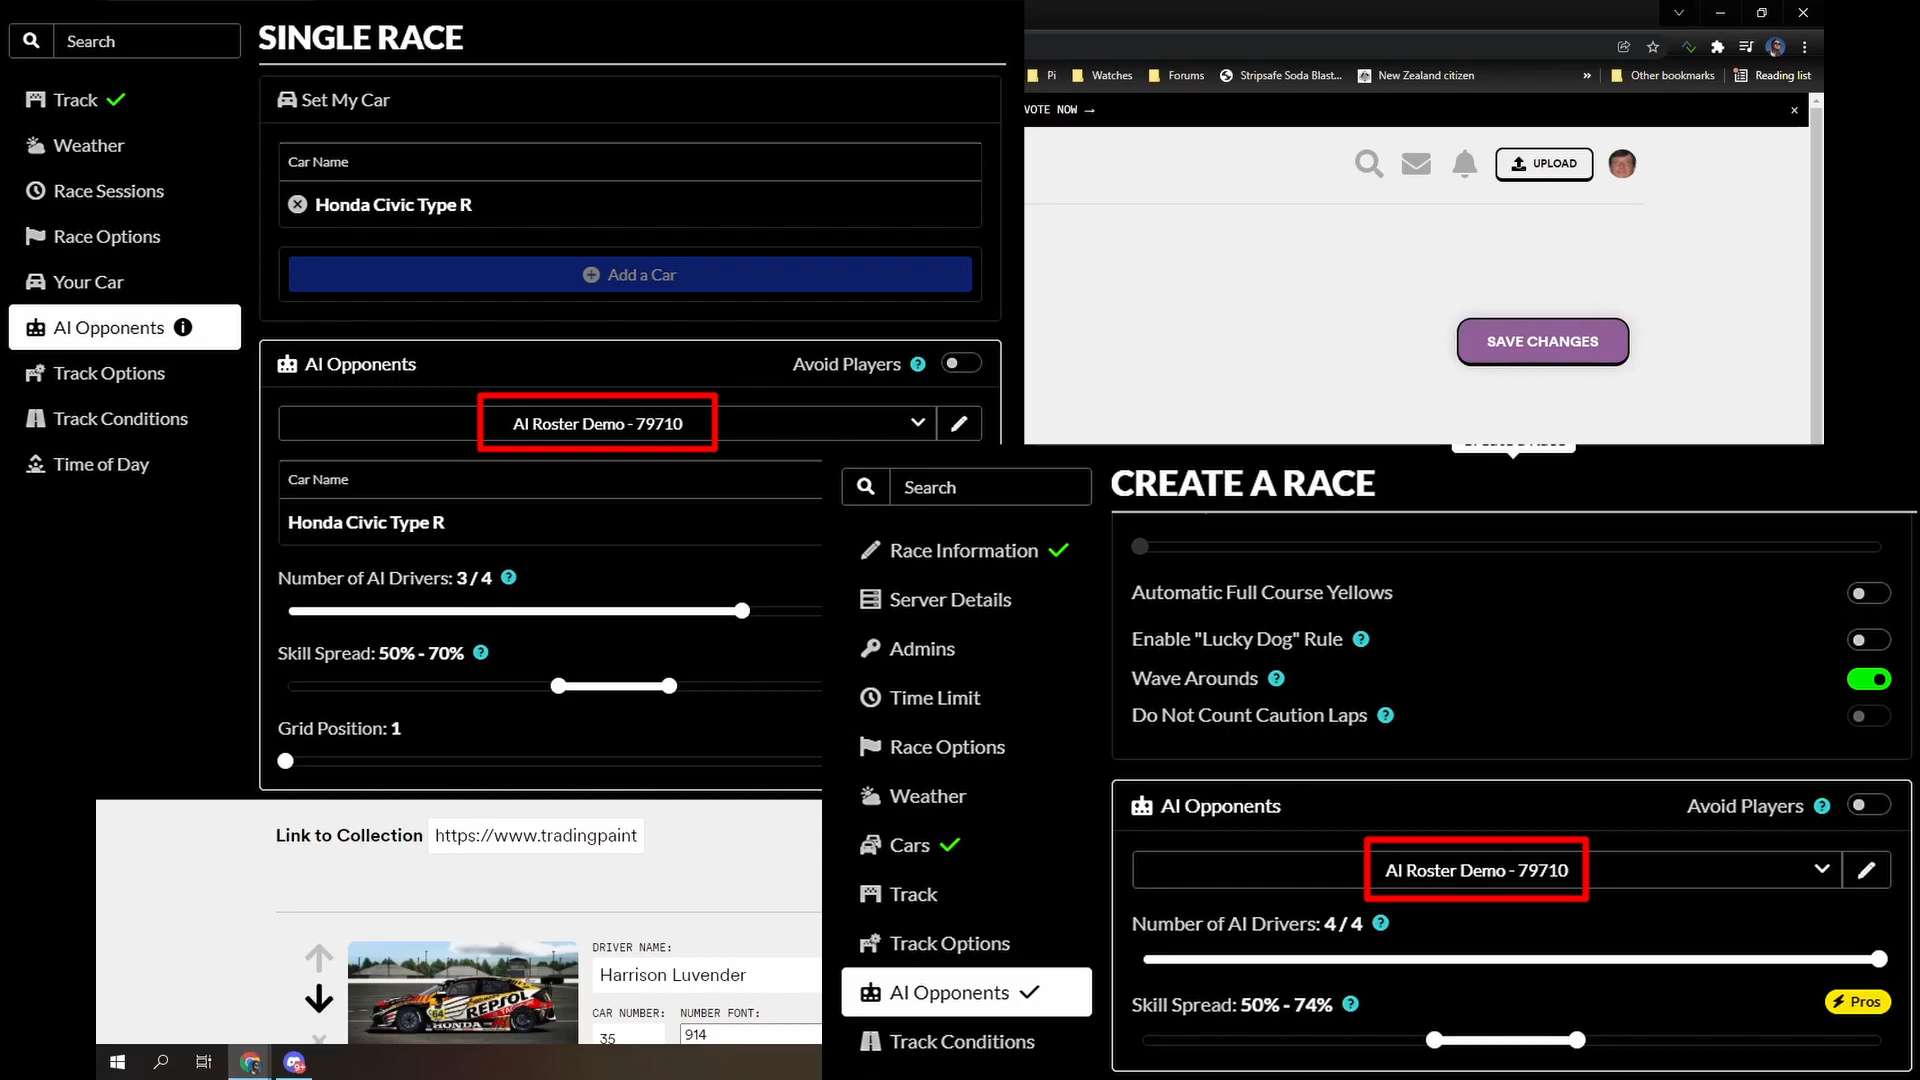 Search
SINGLE RACE
Track
Weather
Race Sessions
Race Options
Your Car
AI Opponents
Track Options
Track Conditions
Time of Day
Set My Car
Car Name
Honda Civic Type R
Add a Car
AI Opponents
Avoid Players ?
AI Roster Demo - 79710
Car Name
Honda Civic Type R
Number of AI Drivers: 3 / 4 ?
Skill Spread: 50% - 70% ?
Grid Position: 1
Pi
Watches
Forums
Stripsafe Soda Blast...
New Zealand citizen
»
Other bookmarks
Reading list
VOTE NOW →
UPLOAD
SAVE CHANGES
Link to Collection https://www.tradingpaint
DRIVER NAME:
Harrison Luvender
CAR NUMBER:
NUMBER FONT:
35
914
64
REPSOL
HONDA
9+
Search
CREATE A RACE
Race Information
Server Details
Admins
Time Limit
Race Options
Weather
Cars
Track
Track Options
AI Opponents
Track Conditions
Automatic Full Course Yellows
Enable "Lucky Dog" Rule ?
Wave Arounds ?
Do Not Count Caution Laps ?
AI Opponents
Avoid Players ?
AI Roster Demo - 79710
Number of AI Drivers: 4 / 4 ?
Skill Spread: 50% - 74% ?
Pros